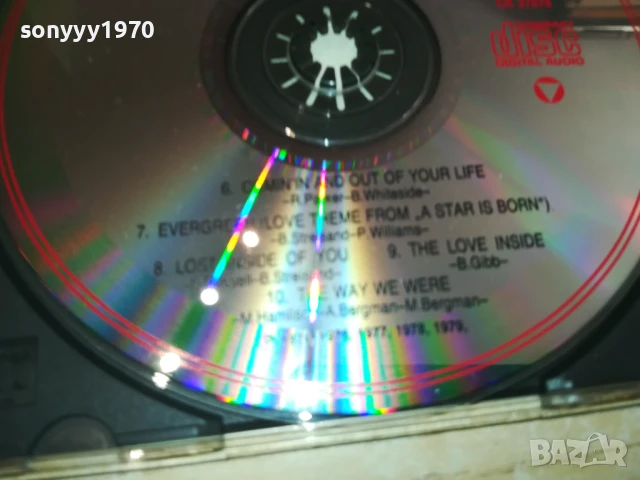 sonyyy1970
disc
DIGITAL AUDIO
6. COMIN' IN AND OUT OF YOUR LIFE
–B. Whiteside–
7. EVERGREEN (LOVE THEME FROM „A STAR IS BORN")
–B. Streisand–P. Williams–
8. LOST INSIDE OF YOU 9. THE LOVE INSIDE
–B. Streisand– –B. Gibb–
10. THE WAY WE WERE
–M. Hamlisch–A. Bergman–M. Bergman–
1977, 1978, 1979,
BAZAR